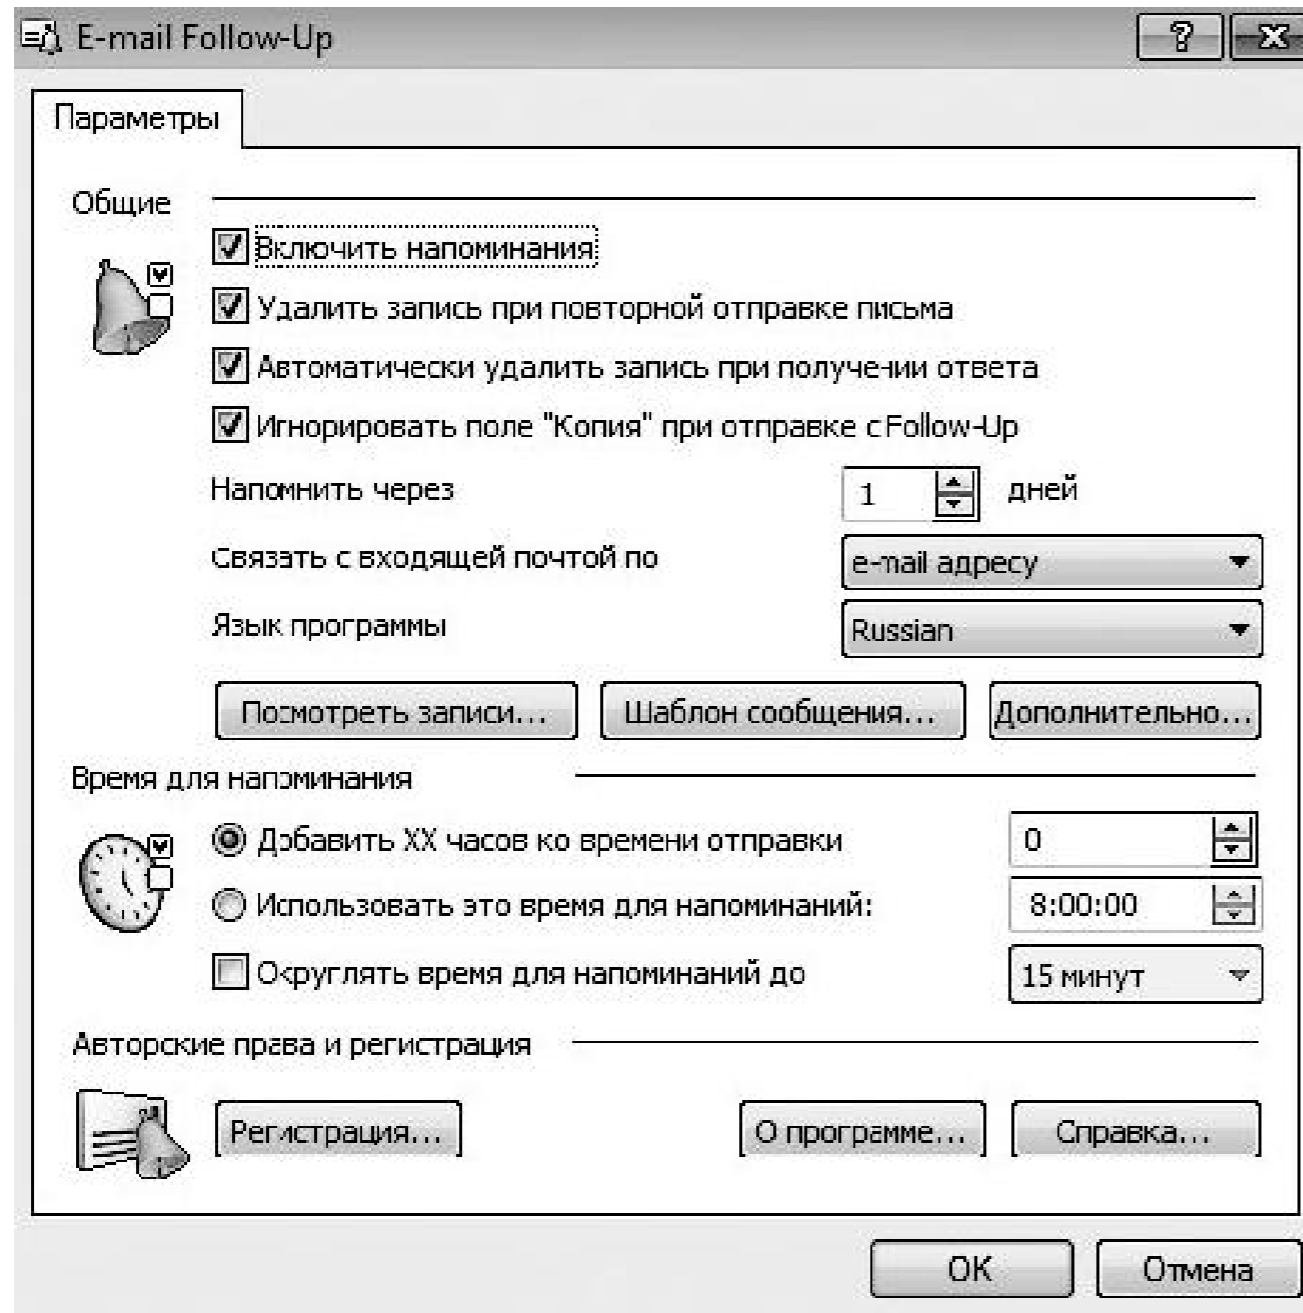 E-mail Follow-Up
Параметры
Общие
Включить напоминания
Удалить запись при повторной отправке письма
Автоматически удалить запись при получении ответа
Игнорировать поле "Копия" при отправке с Follow-Up
Напомнить через 1 дней
Связать с входящей почтой по e-mail адресу
Язык программы Russian
Посмотреть записи... Шаблон сообщения... Дополнительно...
Время для напоминания
Добавить XX часов ко времени отправки 0
Использовать это время для напоминаний: 8:00:00
Округлять время для напоминаний до 15 минут
Авторские права и регистрация
Регистрация... О программе... Справка...
OK Отмена